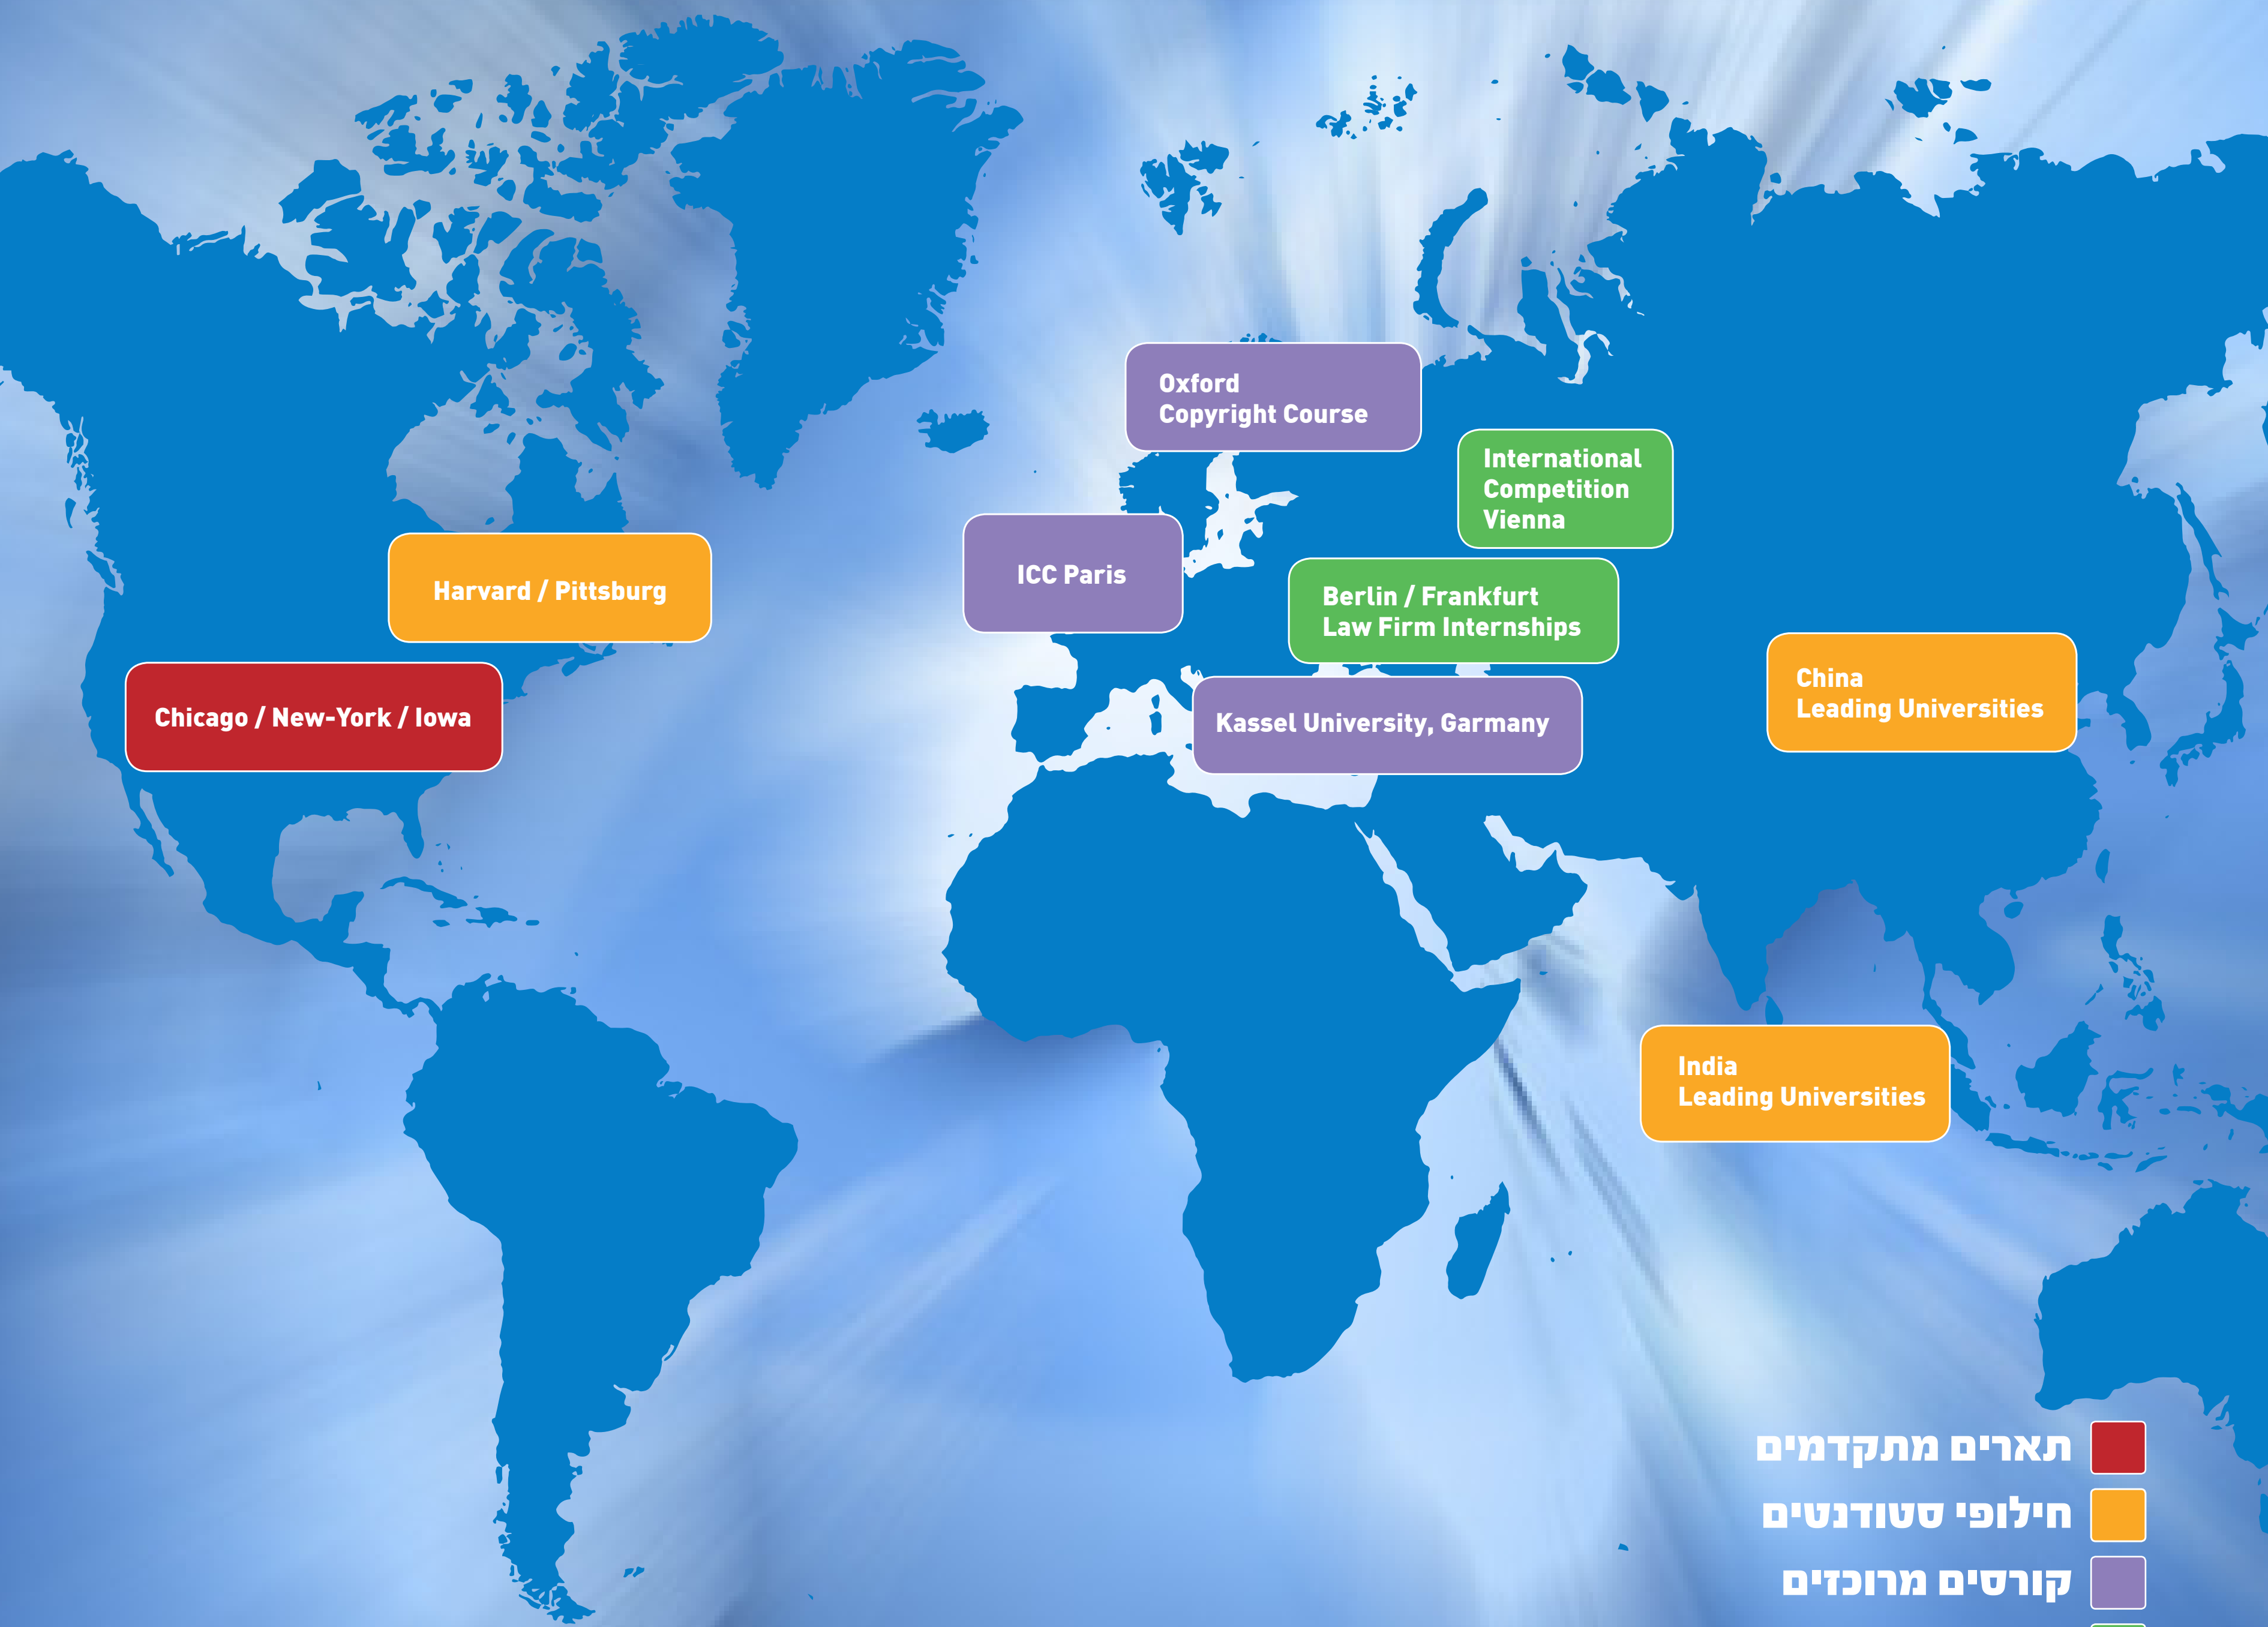 Oxford
Copyright Course
International
Competition
Vienna
Harvard / Pittsburg
ICC Paris
Berlin / Frankfurt
Law Firm Internships
Chicago / New-York / Iowa
Kassel University, Garmany
China
Leading Universities
India
Leading Universities
תארים מתקדמים
חילופי סטודנטים
קורסים מרוכזים